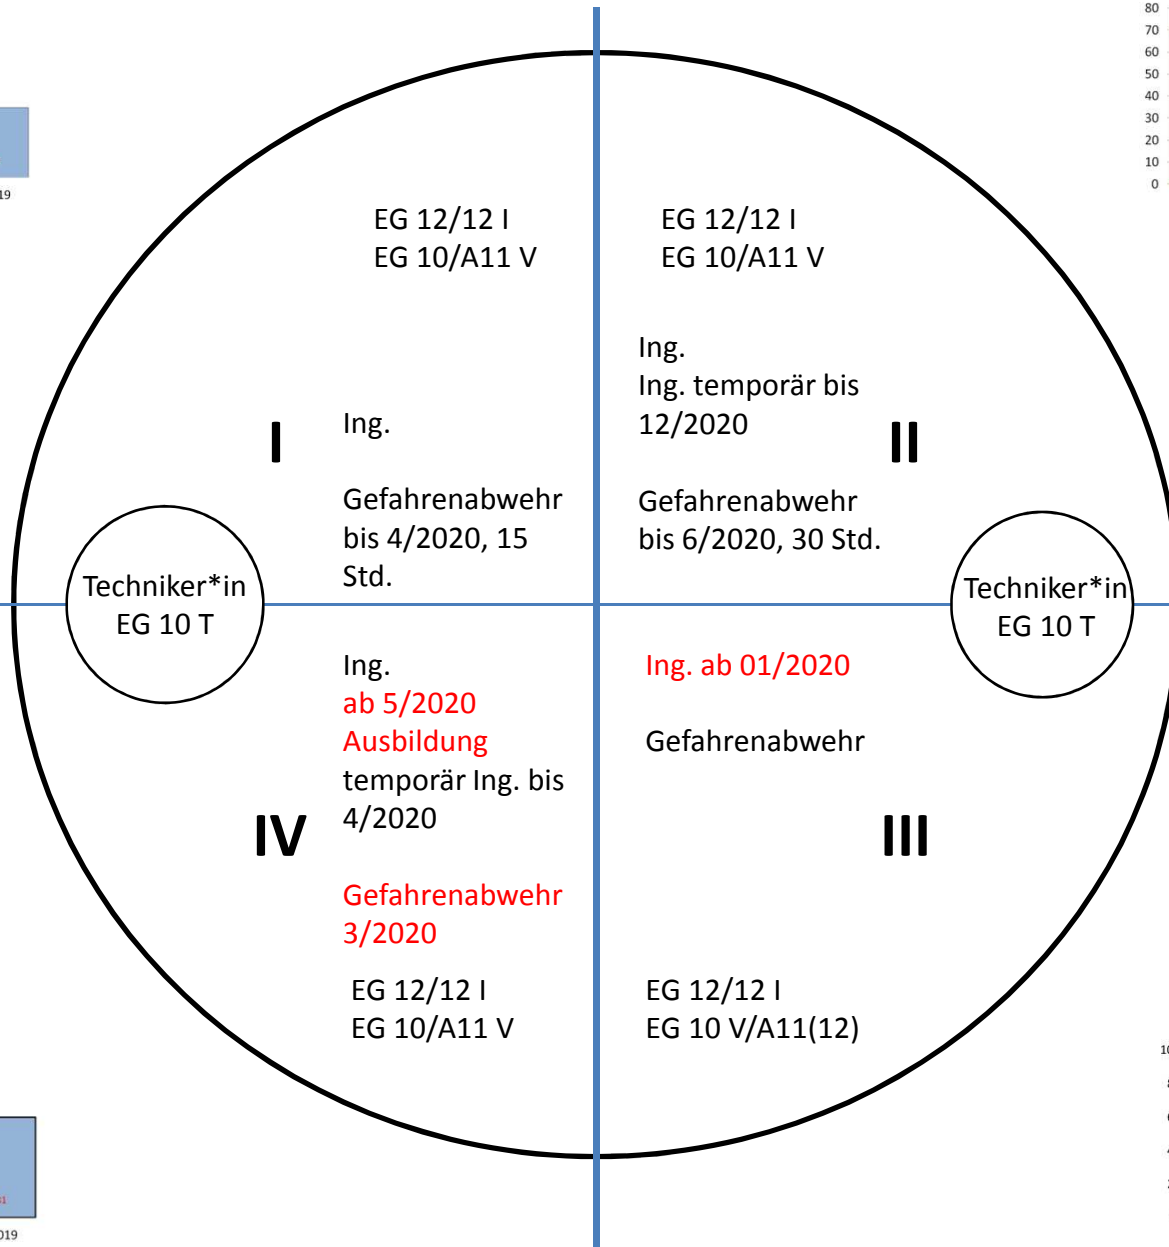 80
70
60
50
40
30
20
10
0
19
EG 12/12 I
EG 10/A11 V
EG 12/12 I
EG 10/A11 V
I
Ing.
Gefahrenabwehr
bis 4/2020, 15
Std.
Ing.
Ing. temporär bis
12/2020
II
Gefahrenabwehr
bis 6/2020, 30 Std.
Techniker*in
EG 10 T
Techniker*in
EG 10 T
Ing.
ab 5/2020
Ausbildung
temporär Ing. bis
4/2020
IV
Gefahrenabwehr
3/2020
EG 12/12 I
EG 10/A11 V
Ing. ab 01/2020
Gefahrenabwehr
III
EG 12/12 I
EG 10 V/A11(12)
019